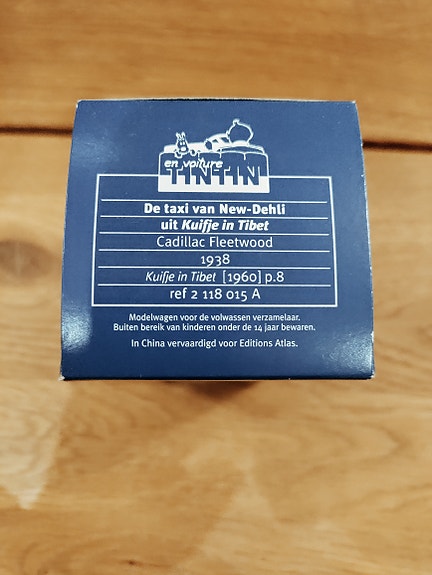 en voiture
TINTIN
De taxi van New-Dehli
uit Kuifje in Tibet
Cadillac Fleetwood
1938
Kuifje in Tibet [1960] p.8
ref 2 118 015 A
Modelwagen voor de volwassen verzamelaar.
Buiten bereik van kinderen onder de 14 jaar bewaren.
In China vervaardigd voor Editions Atlas.